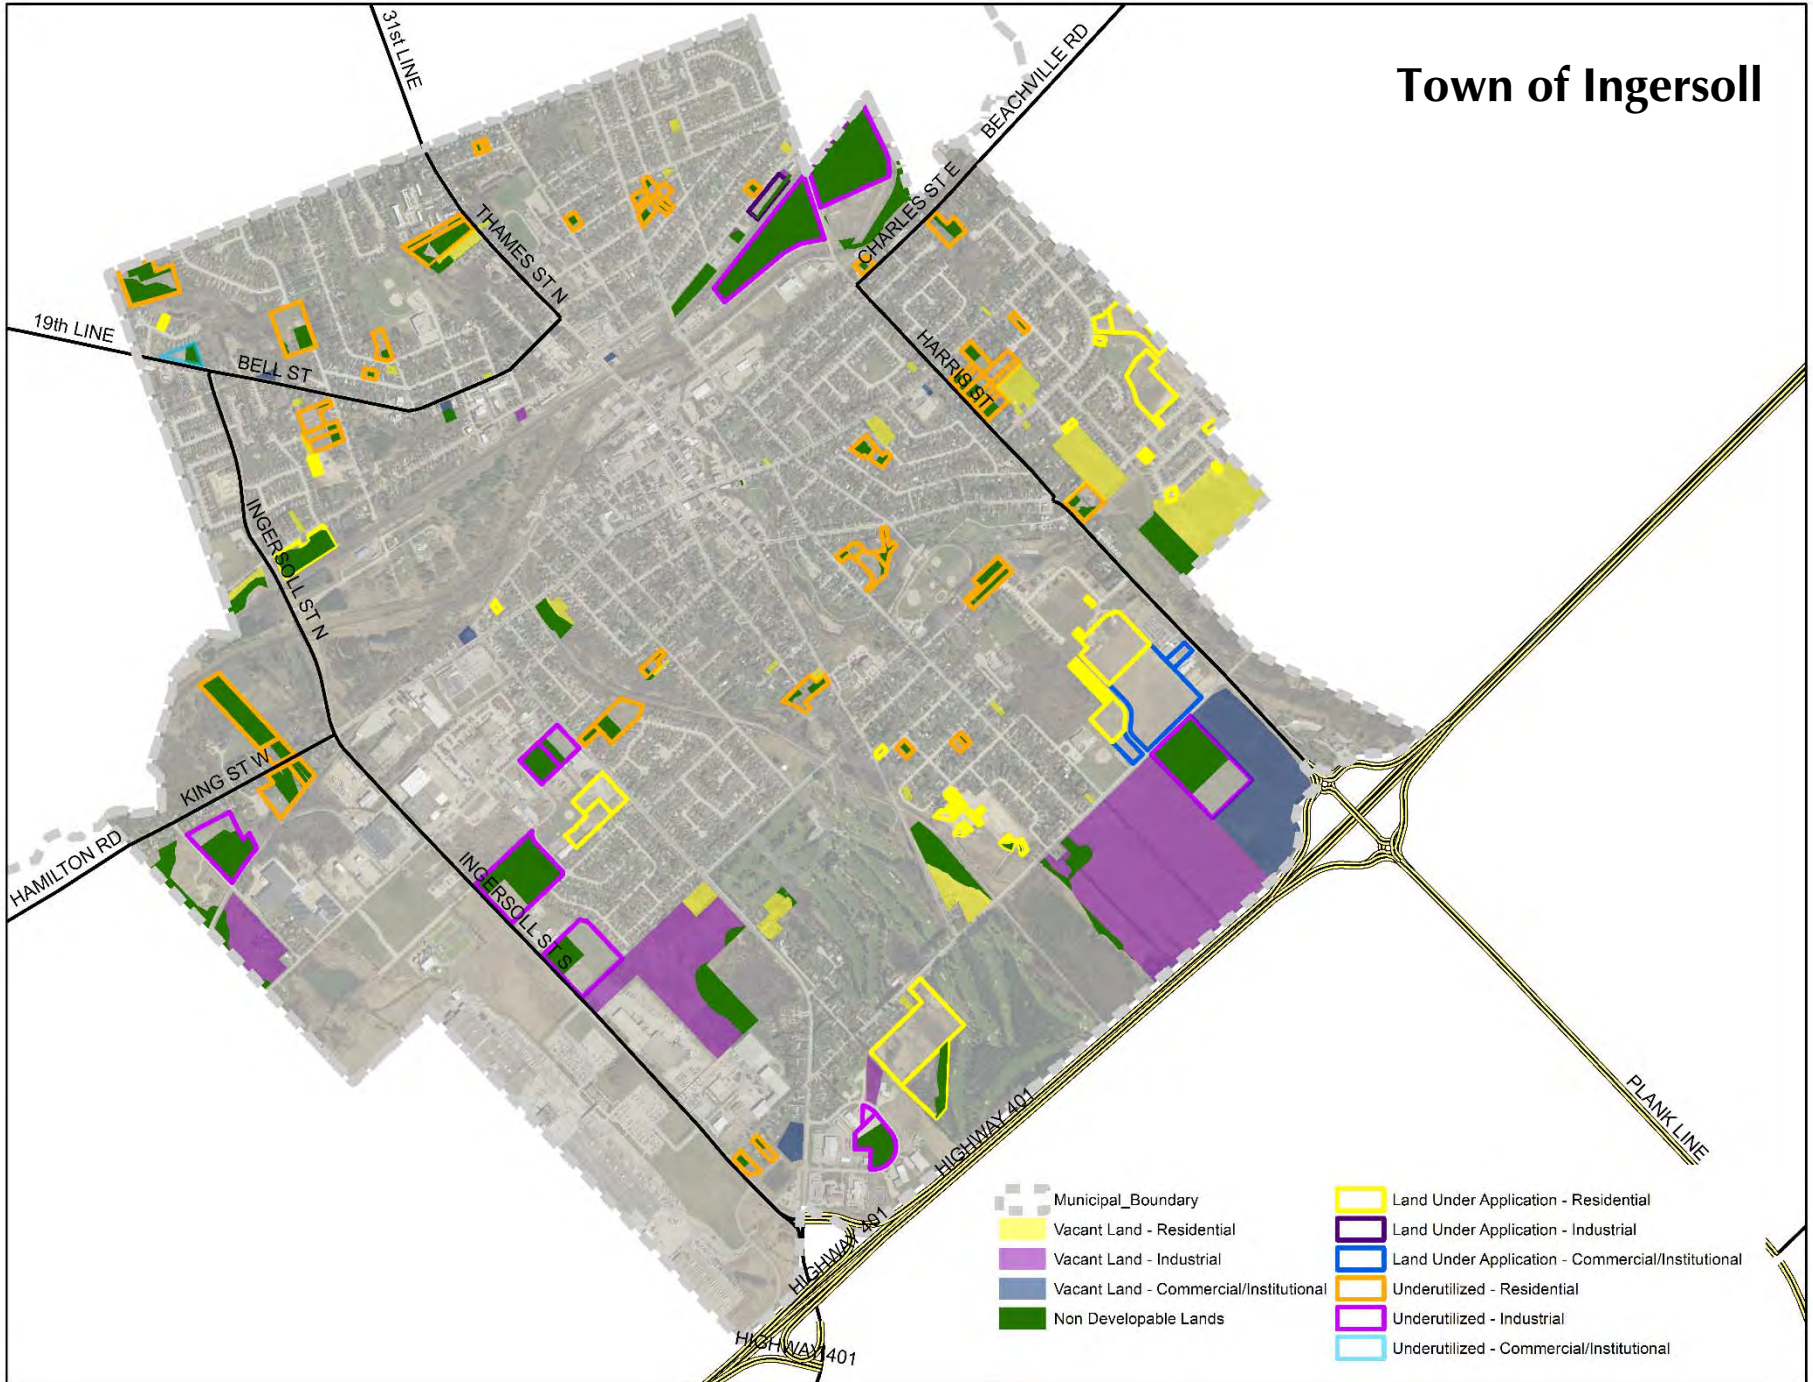 Town of Ingersoll
31st LINE
BEACHVILLE RD
CHARLES ST E
THAMES ST N
19th LINE
BELL ST
HARRIS ST
INGERSOLL ST N
KING ST W
HAMILTON RD
INGERSOLL ST S
HIGHWAY 401
PLANK LINE
HIGHWAY 401
HIGHWAY 401
Municipal_Boundary
Vacant Land - Residential
Vacant Land - Industrial
Vacant Land - Commercial/Institutional
Non Developable Lands
Land Under Application - Residential
Land Under Application - Industrial
Land Under Application - Commercial/Institutional
Underutilized - Residential
Underutilized - Industrial
Underutilized - Commercial/Institutional